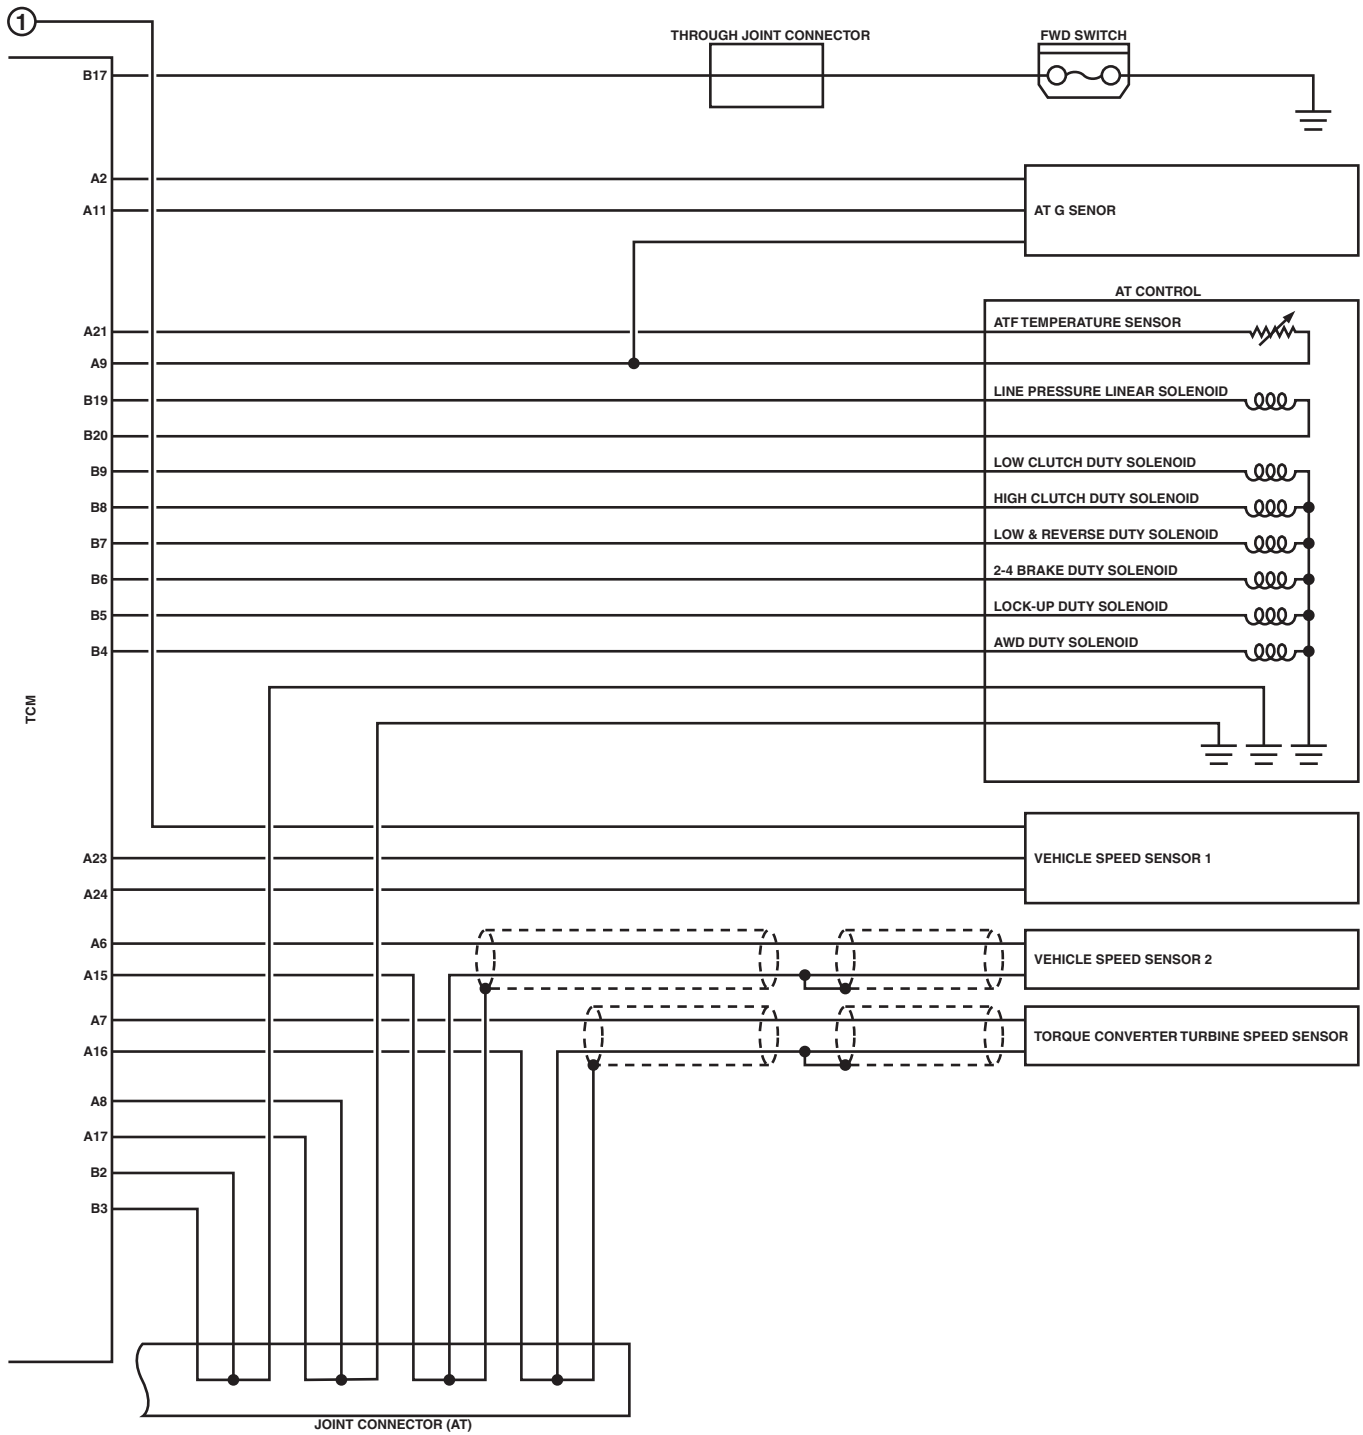 1
THROUGH JOINT CONNECTOR
FWD SWITCH
B17
A2
A11
AT G SENOR
AT CONTROL
A21
ATF TEMPERATURE SENSOR
A9
B19
LINE PRESSURE LINEAR SOLENOID
B20
B9
LOW CLUTCH DUTY SOLENOID
B8
HIGH CLUTCH DUTY SOLENOID
B7
LOW & REVERSE DUTY SOLENOID
B6
2-4 BRAKE DUTY SOLENOID
B5
LOCK-UP DUTY SOLENOID
B4
AWD DUTY SOLENOID
TCM
A23
VEHICLE SPEED SENSOR 1
A24
A6
A15
VEHICLE SPEED SENSOR 2
A7
A16
TORQUE CONVERTER TURBINE SPEED SENSOR
A8
A17
B2
B3
JOINT CONNECTOR (AT)